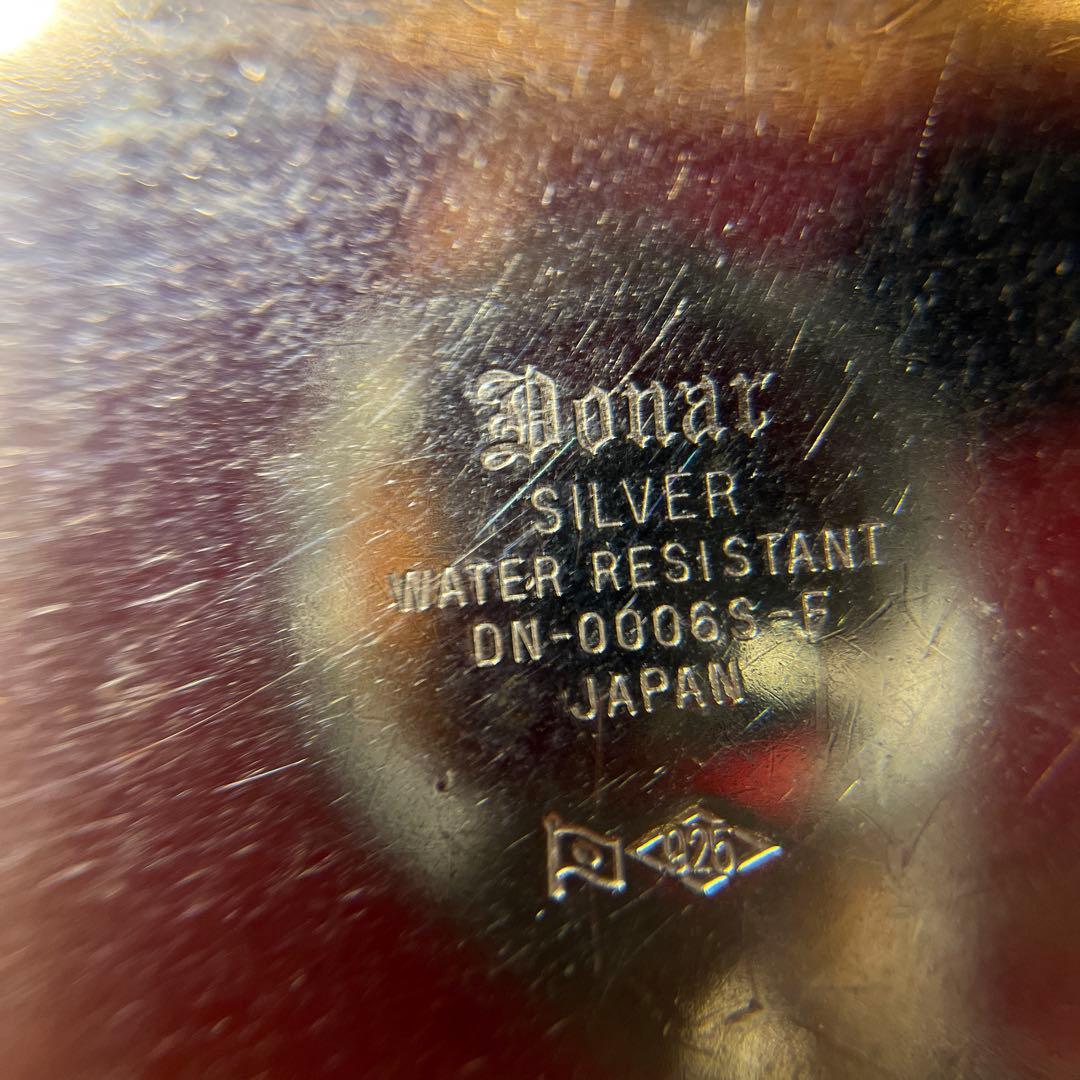 Donar
SILVER
WATER RESISTANT
DN-0006S-F
JAPAN
925